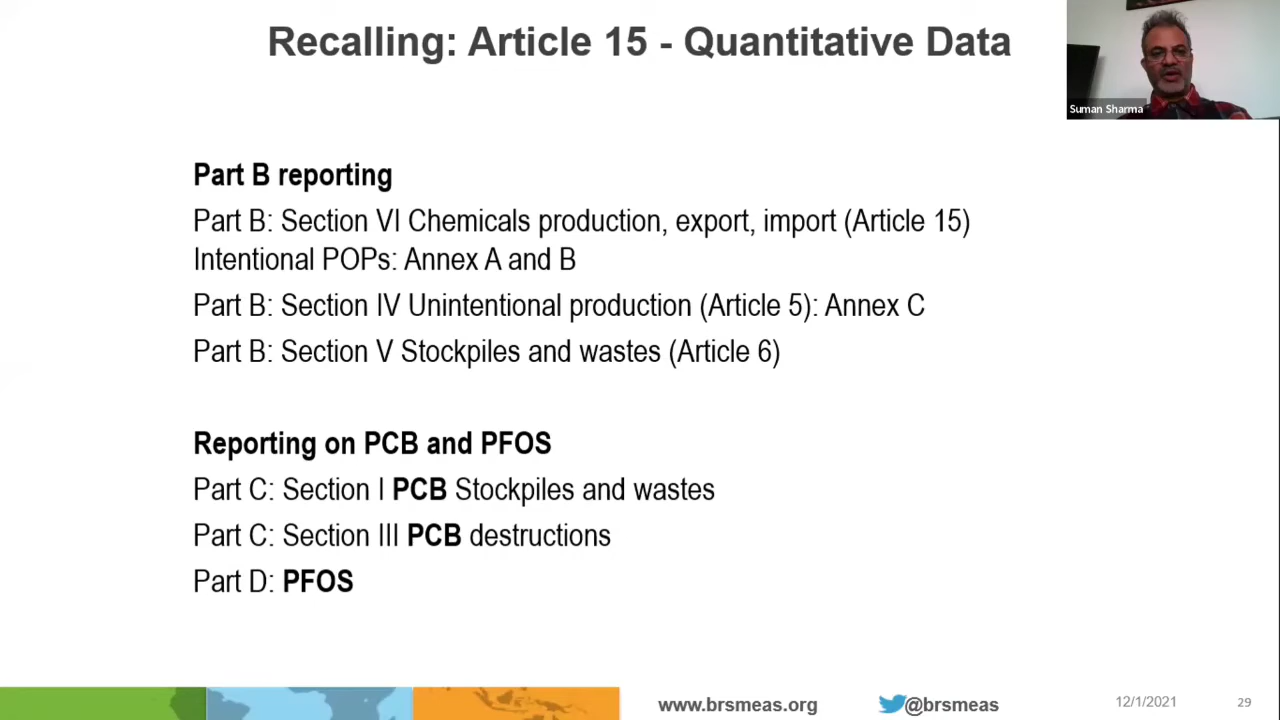 Recalling: Article 15 - Quantitative Data
Suman Sharma
Part B reporting
Part B: Section VI Chemicals production, export, import (Article 15)
Intentional POPs: Annex A and B
Part B: Section IV Unintentional production (Article 5): Annex C
Part B: Section V Stockpiles and wastes (Article 6)
Reporting on PCB and PFOS
Part C: Section I PCB Stockpiles and wastes
Part C: Section III PCB destructions
Part D: PFOS
www.brsmeas.org
@brsmeas
12/1/2021
29